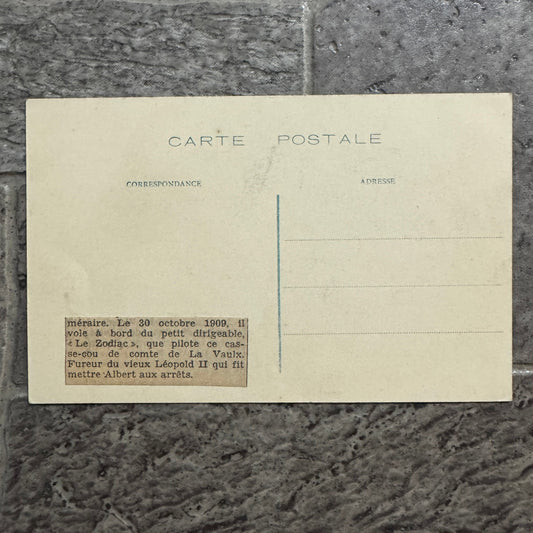 CARTE POSTALE
CORRESPONDANCE
ADRESSE
méraire. Le 30 octobre 1909, il
vole à bord du petit dirigeable,
« Le Zodiac », que pilote ce cas-
se-cou de comte de La Vaulx.
Fureur du vieux Léopold II qui fit
mettre Albert aux arrêts.